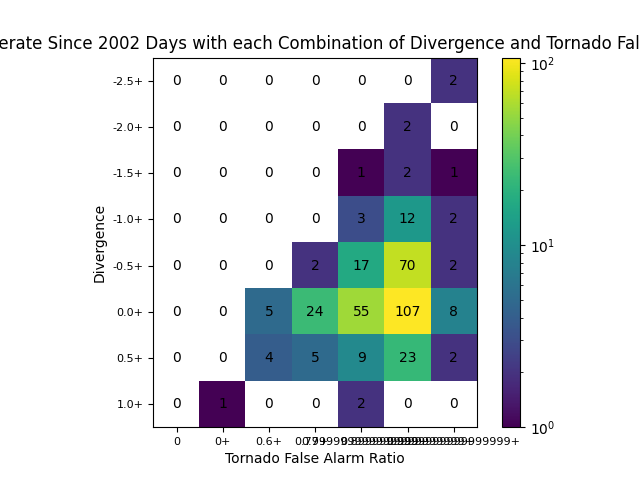 erate Since 2002 Days with each Combination of Divergence and Tornado Fal
-2.5+ 0 0 0 0 0 0 2
-2.0+ 0 0 0 0 0 2 0
-1.5+ 0 0 0 0 1 2 1
-1.0+ 0 0 0 0 3 12 2
-0.5+ 0 0 0 2 17 70 2
0.0+ 0 0 5 24 55 107 8
0.5+ 0 0 4 5 9 23 2
1.0+ 0 1 0 0 2 0 0
0 0+ 0.6+
Tornado False Alarm Ratio
Divergence
10²
10¹
10⁰